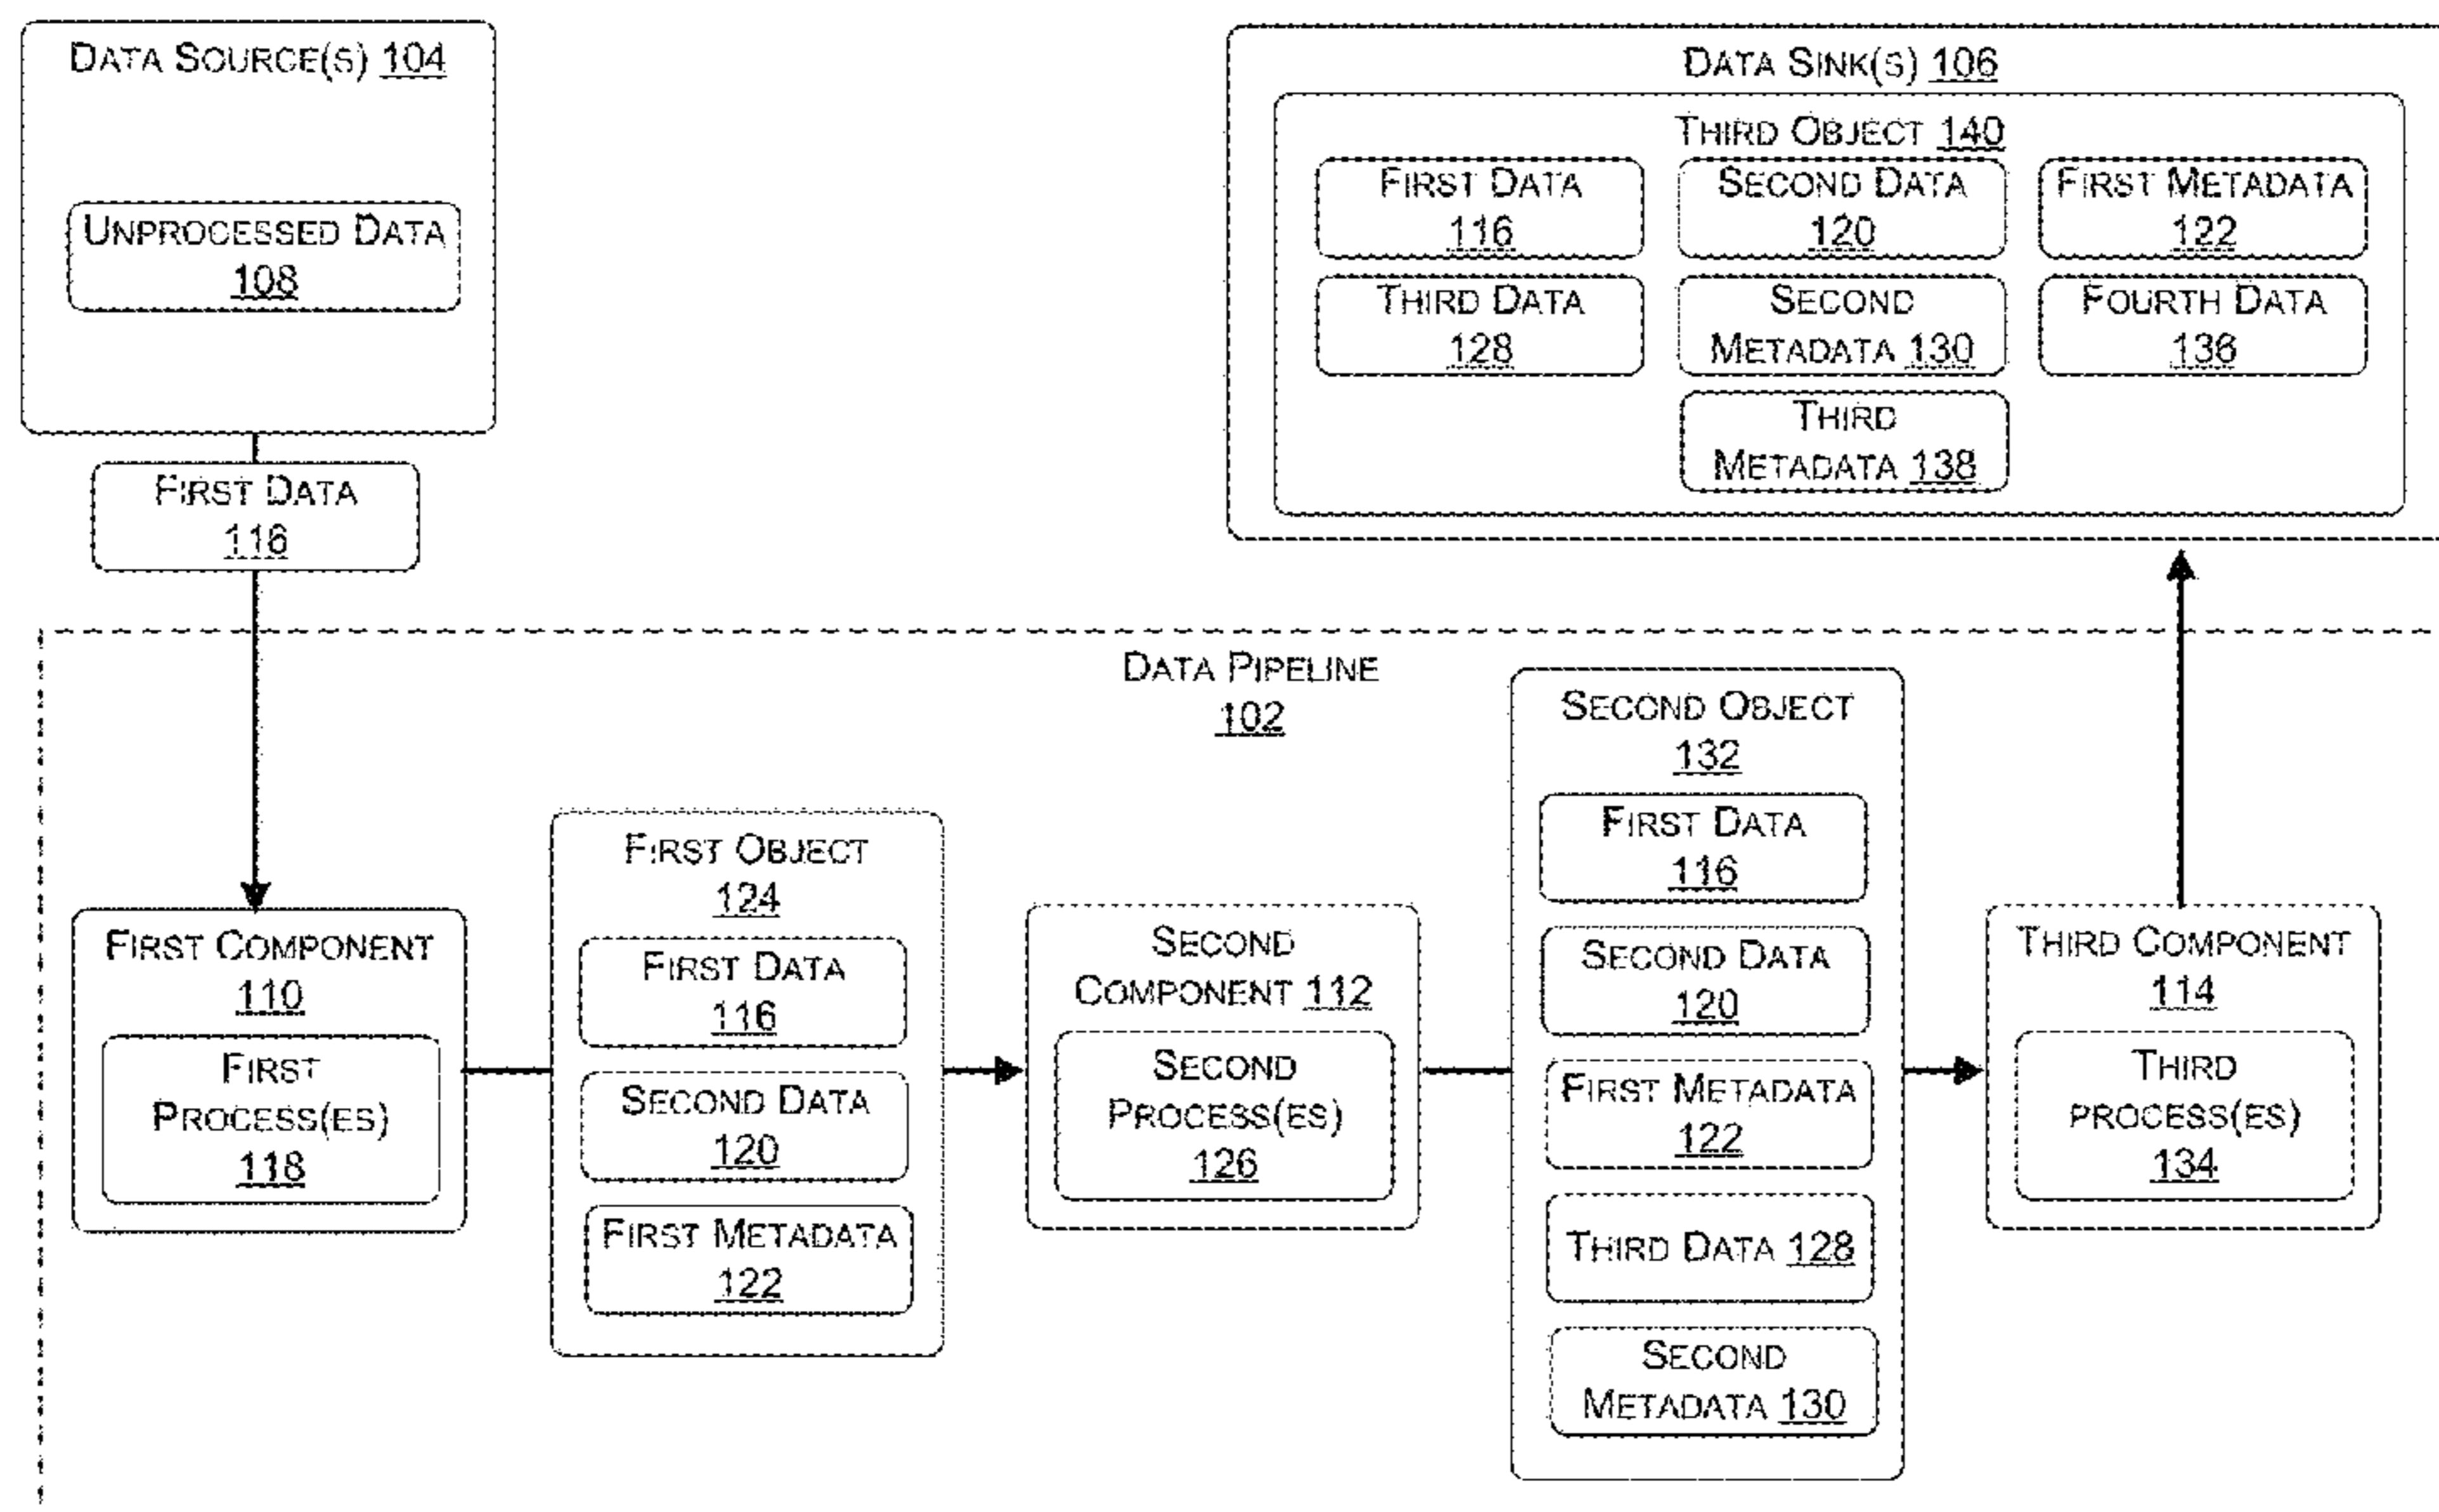 DATA SOURCE(S) 104
UNPROCESSED DATA
108
FIRST DATA
116
DATA SINK(S) 106
THIRD OBJECT 140
FIRST DATA
116
SECOND DATA
120
FIRST METADATA
122
THIRD DATA
128
SECOND
METADATA 130
FOURTH DATA
136
THIRD
METADATA 138
DATA PIPELINE
102
FIRST COMPONENT
110
FIRST
PROCESS(ES)
118
FIRST OBJECT
124
FIRST DATA
116
SECOND DATA
120
FIRST METADATA
122
SECOND
COMPONENT 112
SECOND
PROCESS(ES)
126
SECOND OBJECT
132
FIRST DATA
116
SECOND DATA
120
FIRST METADATA
122
THIRD DATA 128
SECOND
METADATA 130
THIRD COMPONENT
114
THIRD
PROCESS(ES)
134